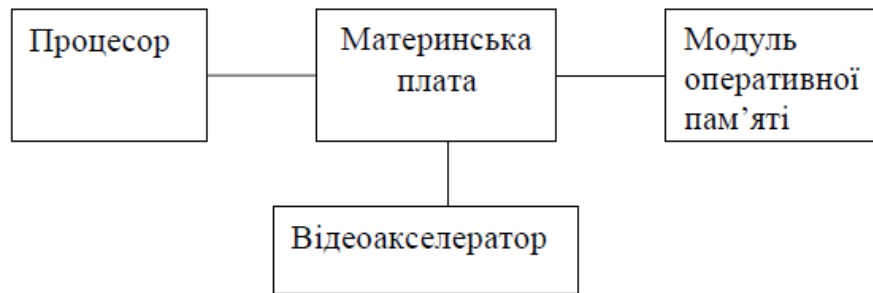 Процесор
Материнська
плата
Модуль
оперативної
пам’яті
Відеоакселератор